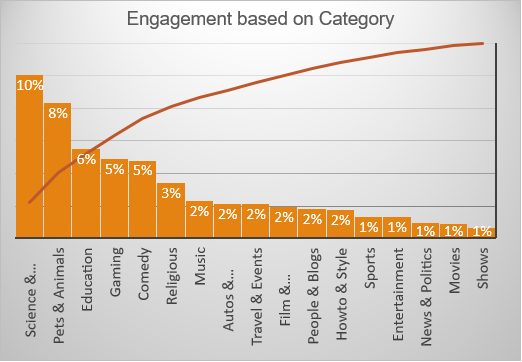 Engagement based on Category
10%
8%
6%
5%
5%
3%
2%
2%
2%
2%
2%
2%
1%
1%
1%
1%
1%
Science &...
Pets & Animals
Education
Gaming
Comedy
Religious
Music
Autos &...
Travel & Events
Film &...
People & Blogs
Howto & Style
Sports
Entertainment
News & Politics
Movies
Shows